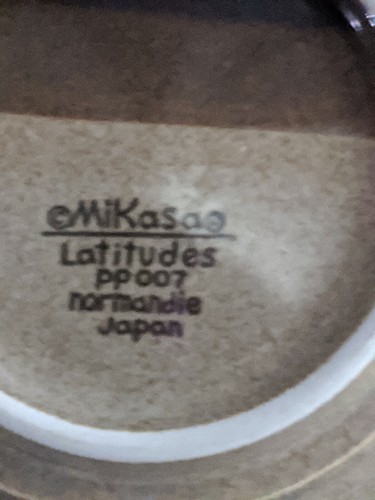 ©Mikasa®
Latitudes
PP007
normandie
Japan